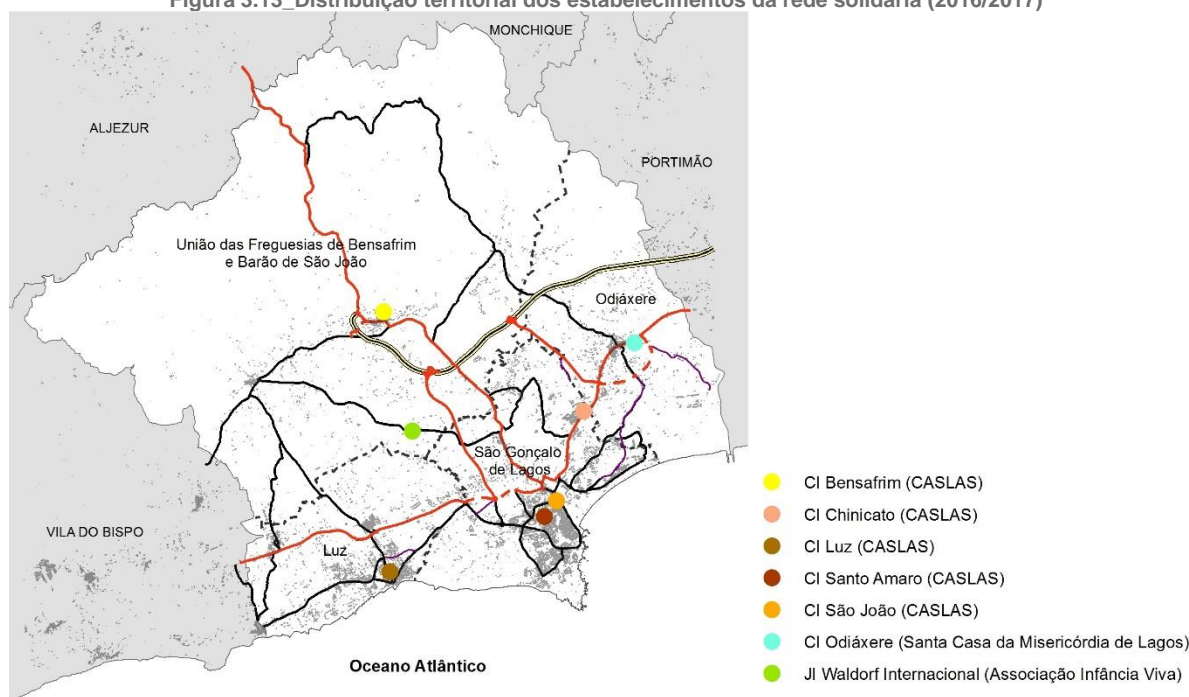 Figura 3.13_Distribuição territorial dos estabelecimentos da rede solidária (2016/2017)
MONCHIQUE
ALJEZUR
PORTIMÃO
União das Freguesias de Bensafrim
e Barão de São João
Odiáxere
São Gonçalo
de Lagos
VILA DO BISPO
Luz
Oceano Atlântico
CI Bensafrim (CASLAS)
CI Chinicato (CASLAS)
CI Luz (CASLAS)
CI Santo Amaro (CASLAS)
CI São João (CASLAS)
CI Odiáxere (Santa Casa da Misericórdia de Lagos)
JI Waldorf Internacional (Associação Infância Viva)